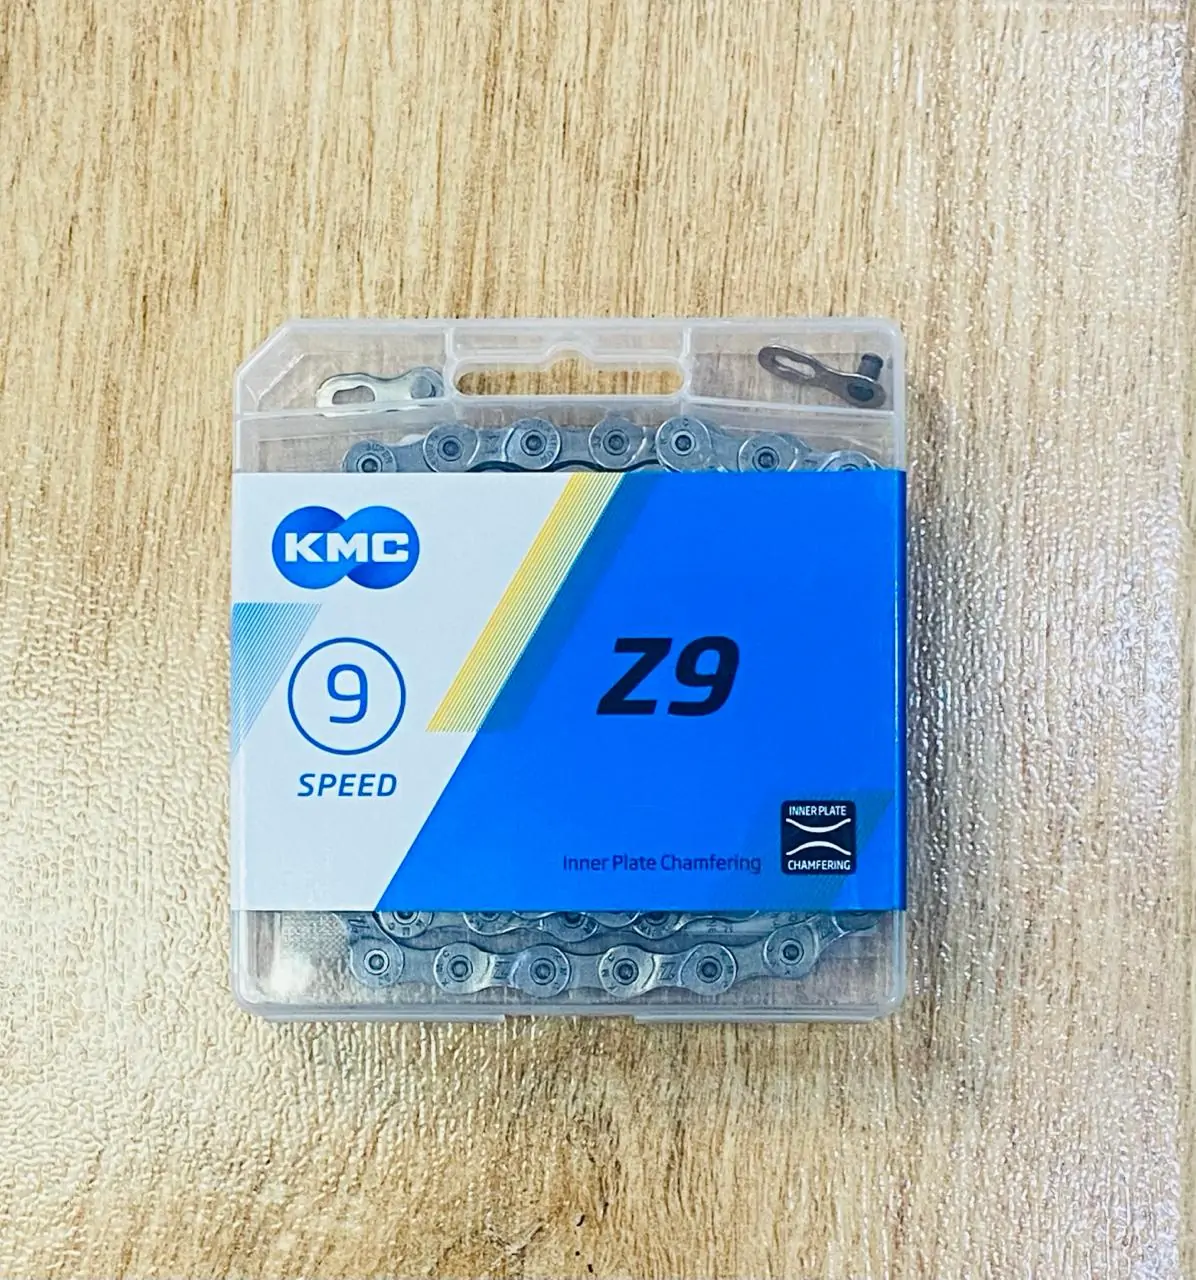 KMC
9
SPEED
Z9
Inner Plate Chamfering
INNER PLATE
CHAMFERING